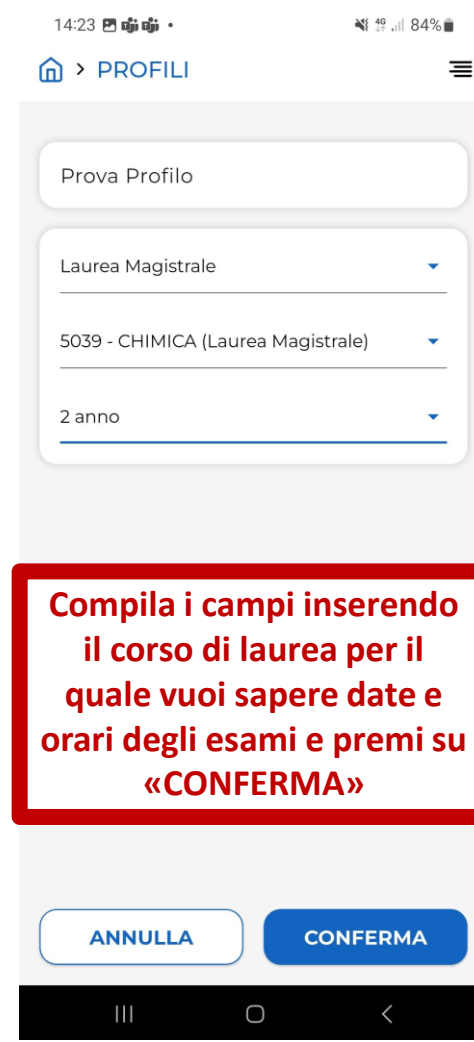 14:23 84%
> PROFILI
Prova Profilo
Laurea Magistrale
5039 - CHIMICA (Laurea Magistrale)
2 anno
Compila i campi inserendo
il corso di laurea per il
quale vuoi sapere date e
orari degli esami e premi su
«CONFERMA»
ANNULLA CONFERMA